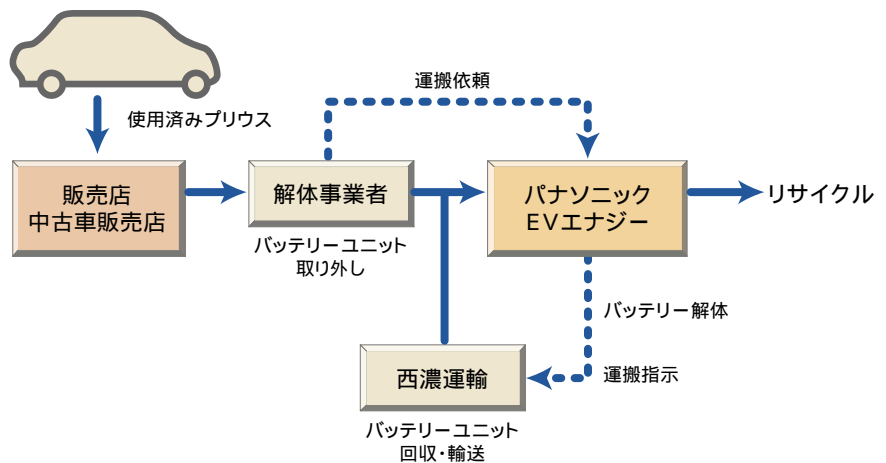 運搬依頼
使用済みプリウス
販売店
中古車販売店
解体事業者
パナソニック
EVエナジー
リサイクル
バッテリーユニット
取り外し
バッテリー解体
西濃運輸
運搬指示
バッテリーユニット
回収・輸送